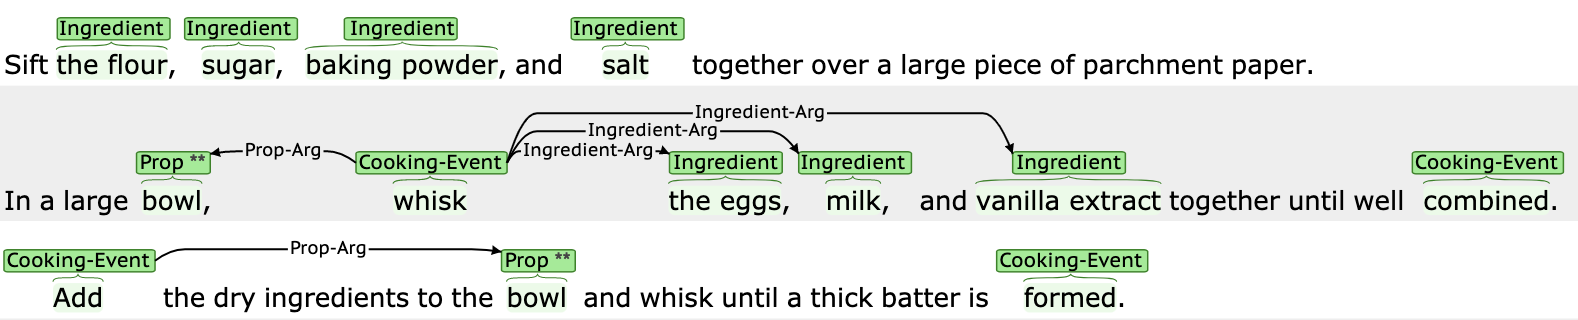 Ingredient Ingredient Ingredient Ingredient
Sift the flour, sugar, baking powder, and salt together over a large piece of parchment paper.
Ingredient-Arg
Ingredient-Arg
Prop-Arg Ingredient-Arg
Prop ** Cooking-Event Ingredient Ingredient Ingredient Cooking-Event
In a large bowl, whisk the eggs, milk, and vanilla extract together until well combined.
Prop-Arg
Cooking-Event Prop ** Cooking-Event
Add the dry ingredients to the bowl and whisk until a thick batter is formed.